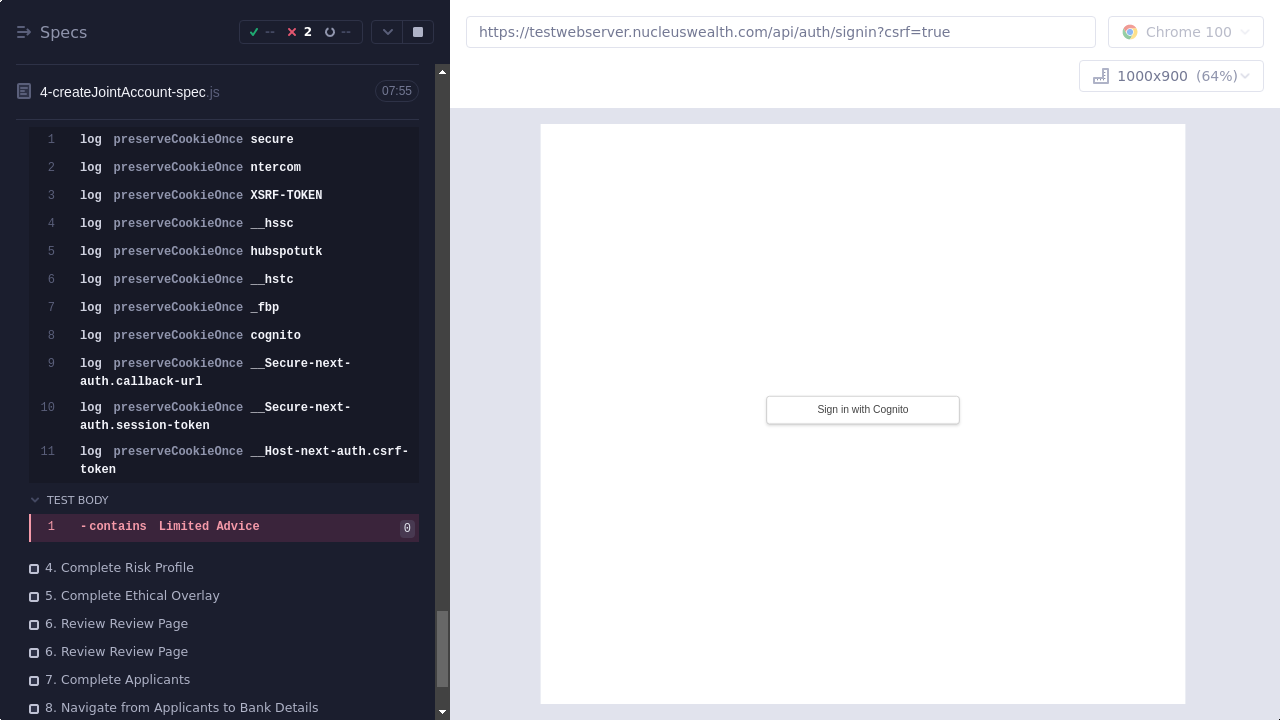 Specs
-- 2 --
4-createJointAccount-spec.js 07:55
1 log preserveCookieOnce secure
2 log preserveCookieOnce ntercom
3 log preserveCookieOnce XSRF-TOKEN
4 log preserveCookieOnce __hssc
5 log preserveCookieOnce hubspotutk
6 log preserveCookieOnce __hstc
7 log preserveCookieOnce _fbp
8 log preserveCookieOnce cognito
9 log preserveCookieOnce __Secure-next-
auth.callback-url
10 log preserveCookieOnce __Secure-next-
auth.session-token
11 log preserveCookieOnce __Host-next-auth.csrf-
token
TEST BODY
1 -contains Limited Advice 0
4. Complete Risk Profile
5. Complete Ethical Overlay
6. Review Review Page
6. Review Review Page
7. Complete Applicants
8. Navigate from Applicants to Bank Details
https://testwebserver.nucleuswealth.com/api/auth/signin?csrf=true
Chrome 100
1000x900 (64%)
Sign in with Cognito